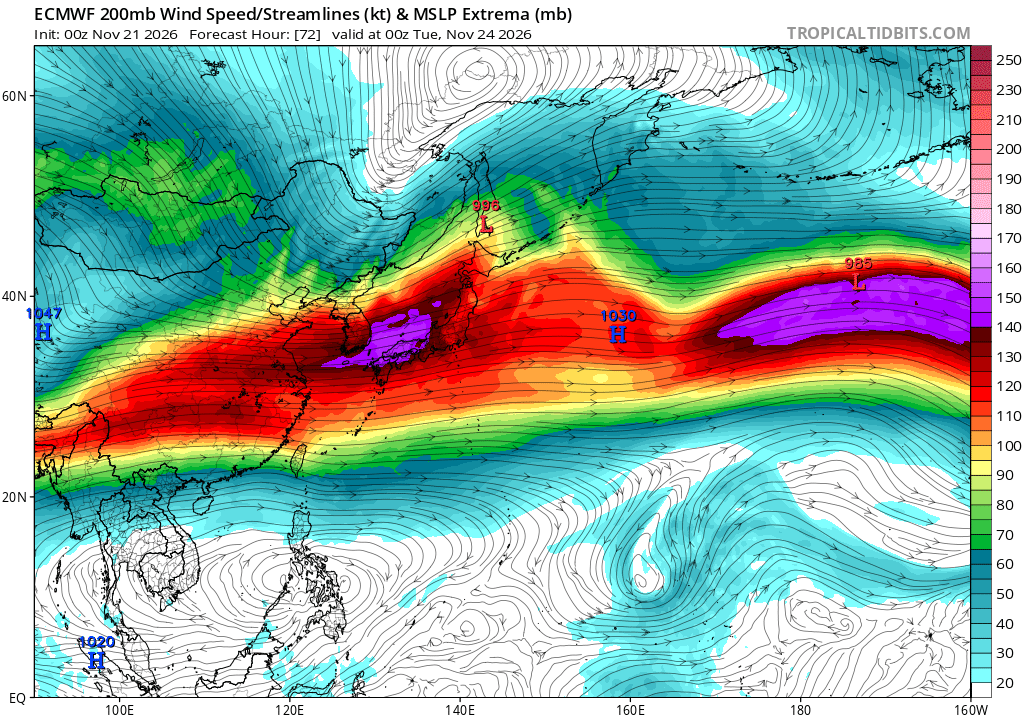 ECMWF 200mb Wind Speed/Streamlines (kt) & MSLP Extrema (mb)
Init: 00z Nov 21 2026 Forecast Hour: [72] valid at 00z Tue, Nov 24 2026
TROPICALTIDBITS.COM
250
230
210
200
190
180
170
160
150
140
130
120
110
100
90
80
70
60
50
40
30
20
60N
40N
20N
EQ
996
L
985
L
1047
H
1030
H
1020
H
100E
120E
140E
160E
180
160W